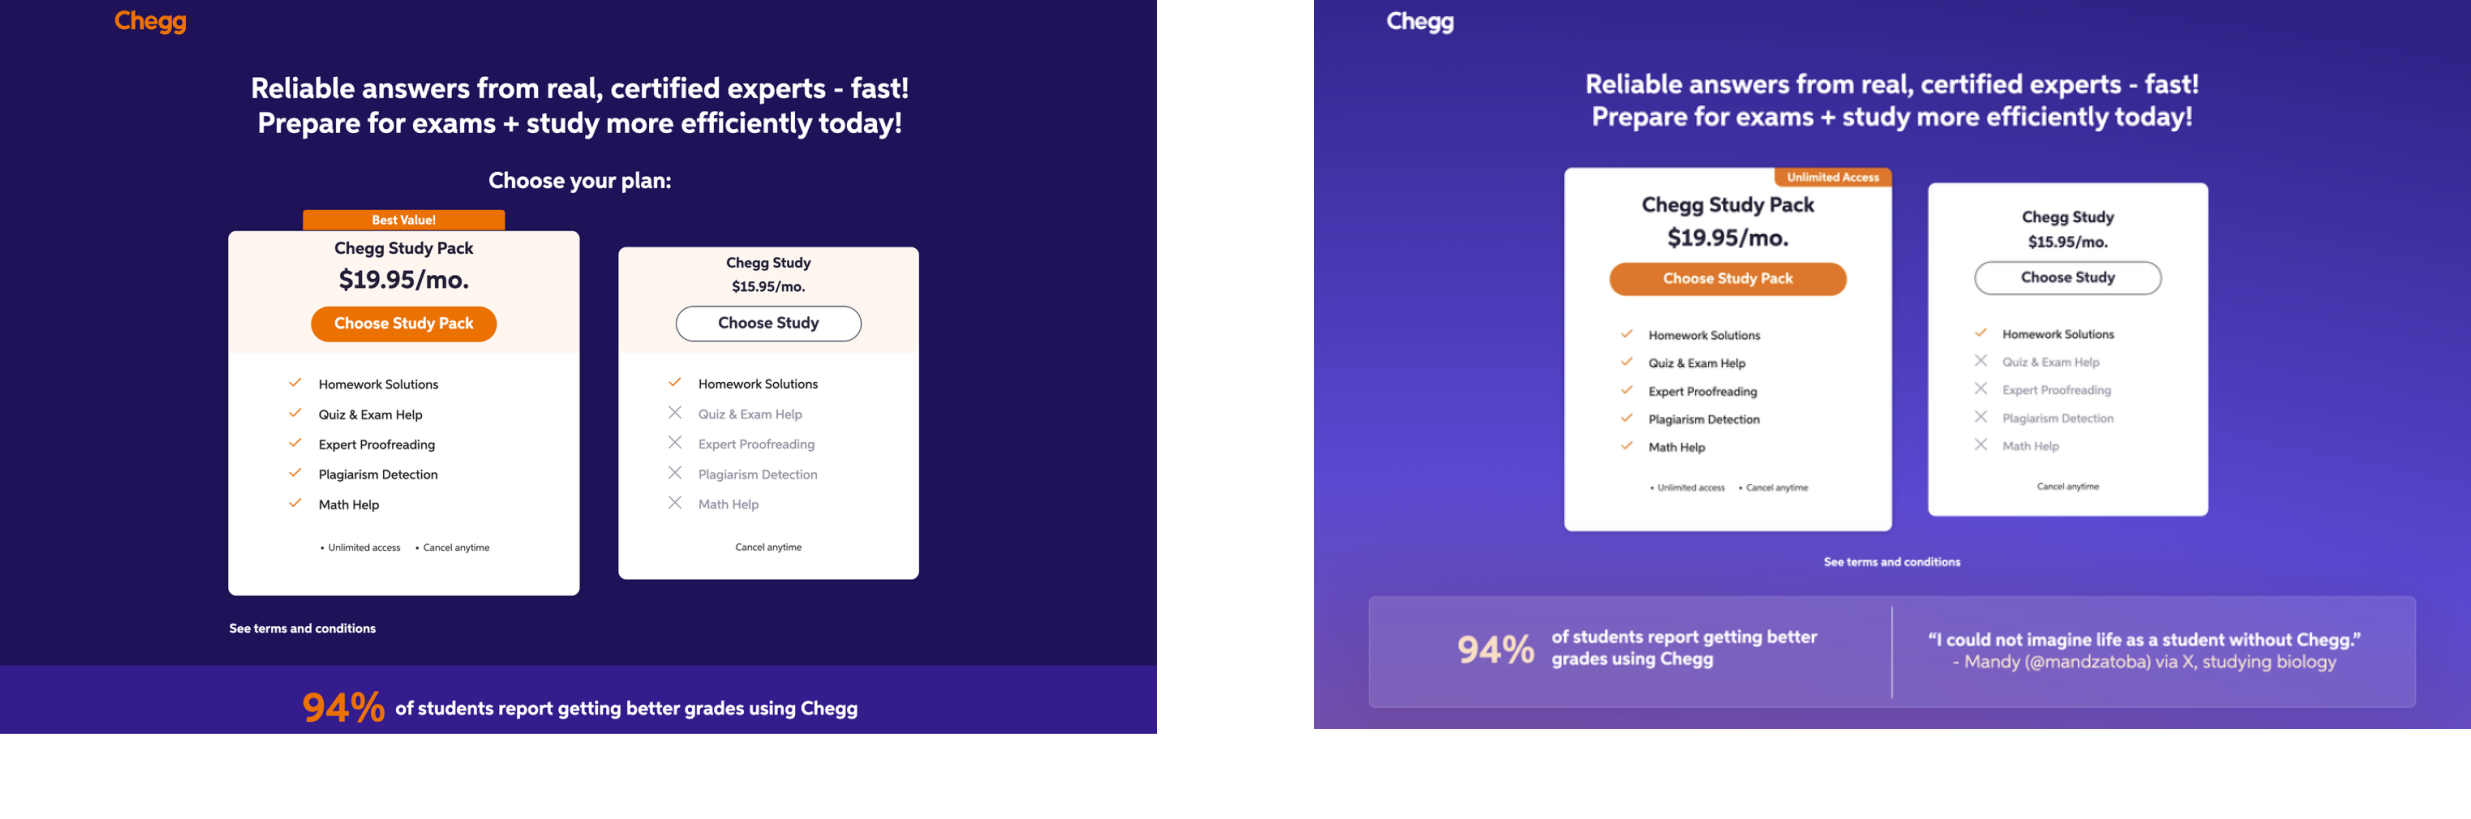 Chegg
Reliable answers from real, certified experts - fast!
Prepare for exams + study more efficiently today!
Choose your plan:
Best Value!
Chegg Study Pack
$19.95/mo.
Choose Study Pack
Homework Solutions
Quiz & Exam Help
Expert Proofreading
Plagiarism Detection
Math Help
• Unlimited access • Cancel anytime
Chegg Study
$15.95/mo.
Choose Study
Homework Solutions
Quiz & Exam Help
Expert Proofreading
Plagiarism Detection
Math Help
Cancel anytime
See terms and conditions
94% of students report getting better grades using Chegg
Chegg
Reliable answers from real, certified experts - fast!
Prepare for exams + study more efficiently today!
Unlimited Access
Chegg Study Pack
$19.95/mo.
Choose Study Pack
Homework Solutions
Quiz & Exam Help
Expert Proofreading
Plagiarism Detection
Math Help
• Unlimited access • Cancel anytime
Chegg Study
$15.95/mo.
Choose Study
Homework Solutions
Quiz & Exam Help
Expert Proofreading
Plagiarism Detection
Math Help
Cancel anytime
See terms and conditions
94%
of students report getting better
grades using Chegg
“I could not imagine life as a student without Chegg.”
- Mandy (@mandzatoba) via X, studying biology